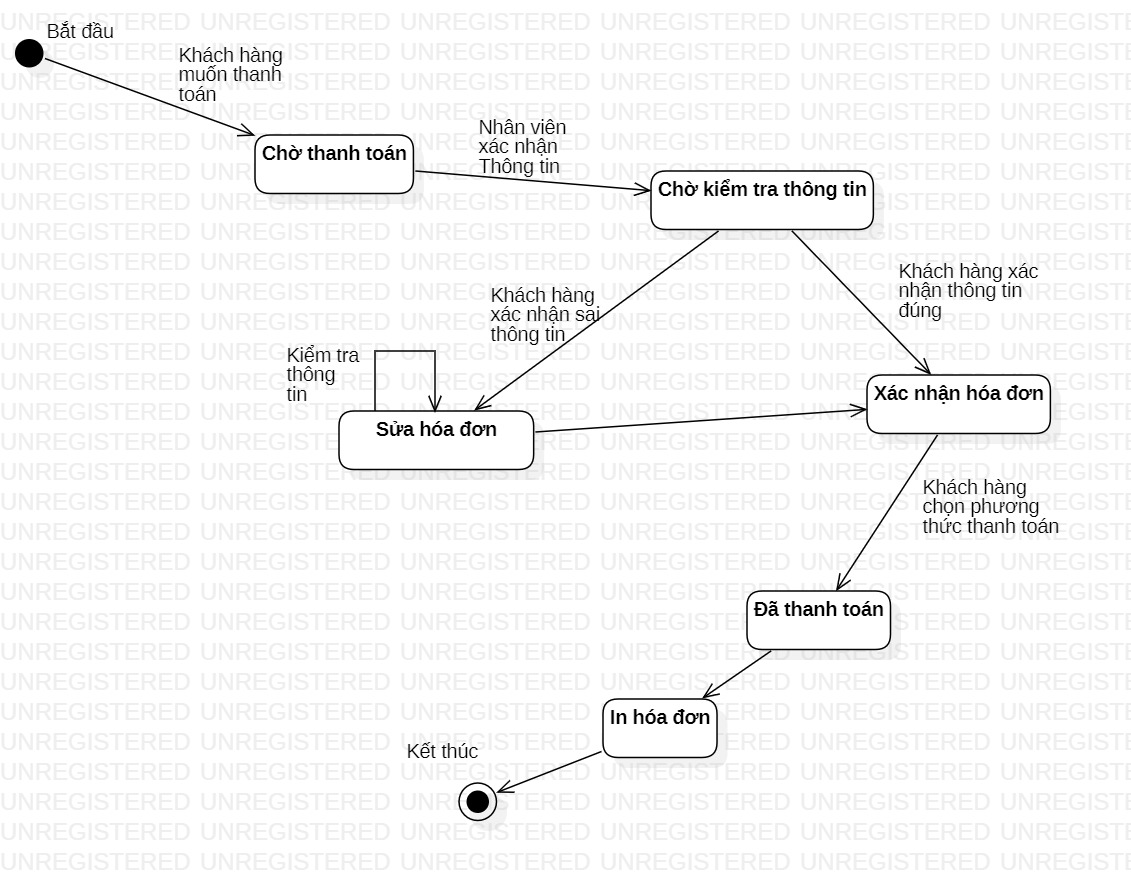 Bắt đầu
Khách hàng
muốn thanh
toán
Chờ thanh toán
Nhân viên
xác nhận
Thông tin
Chờ kiểm tra thông tin
Khách hàng xác
nhận thông tin
đúng
Khách hàng
xác nhận sai
thông tin
Kiểm tra
thông
tin
Sửa hóa đơn
Xác nhận hóa đơn
Khách hàng
chọn phương
thức thanh toán
Đã thanh toán
In hóa đơn
Kết thúc
UNREGISTERED